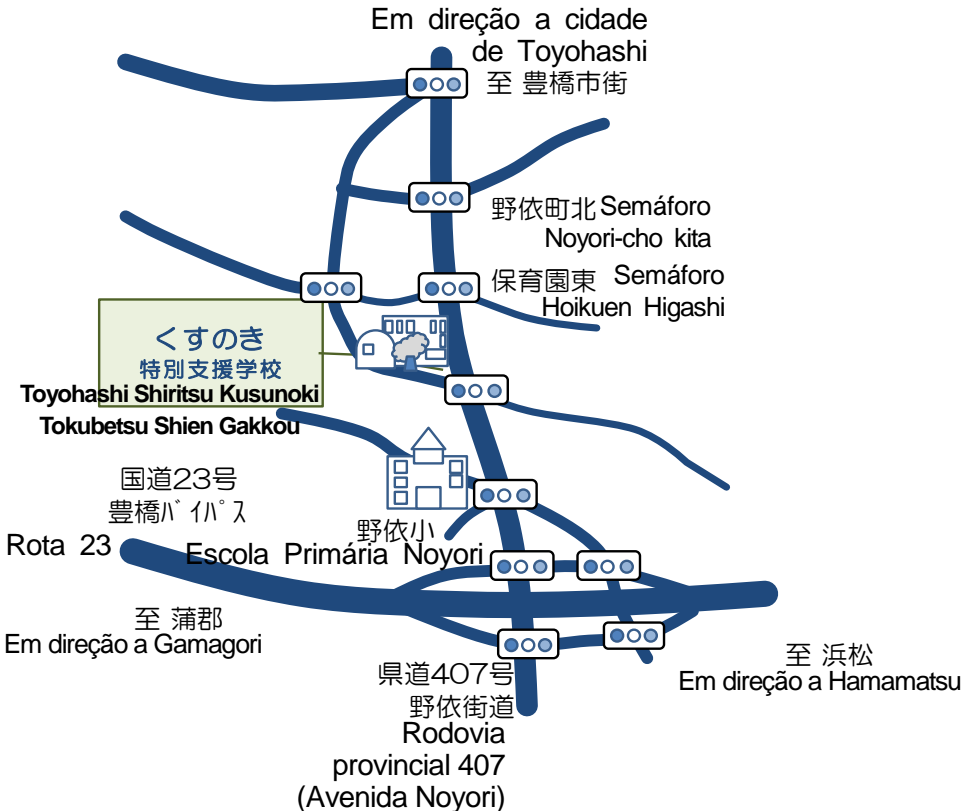 Em direção a cidade
de Toyohashi
至 豊橋市街
野依町北 Semáforo
Noyori-cho kita
保育園東 Semáforo
Hoikuen Higashi
くすのき
特別支援学校
Toyohashi Shiritsu Kusunoki
Tokubetsu Shien Gakkou
国道23号
豊橋バイパス
Rota 23
野依小
Escola Primária Noyori
至 蒲郡
Em direção a Gamagori
至 浜松
Em direção a Hamamatsu
県道407号
野依街道
Rodovia
provincial 407
(Avenida Noyori)